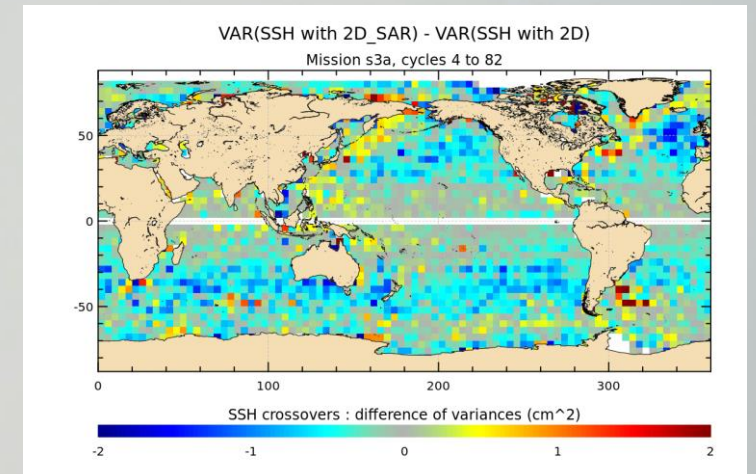 VAR(SSH with 2D_SAR) - VAR(SSH with 2D)
Mission s3a, cycles 4 to 82
50
0
-50
0 100 200 300
SSH crossovers : difference of variances (cm^2)
-2 -1 0 1 2